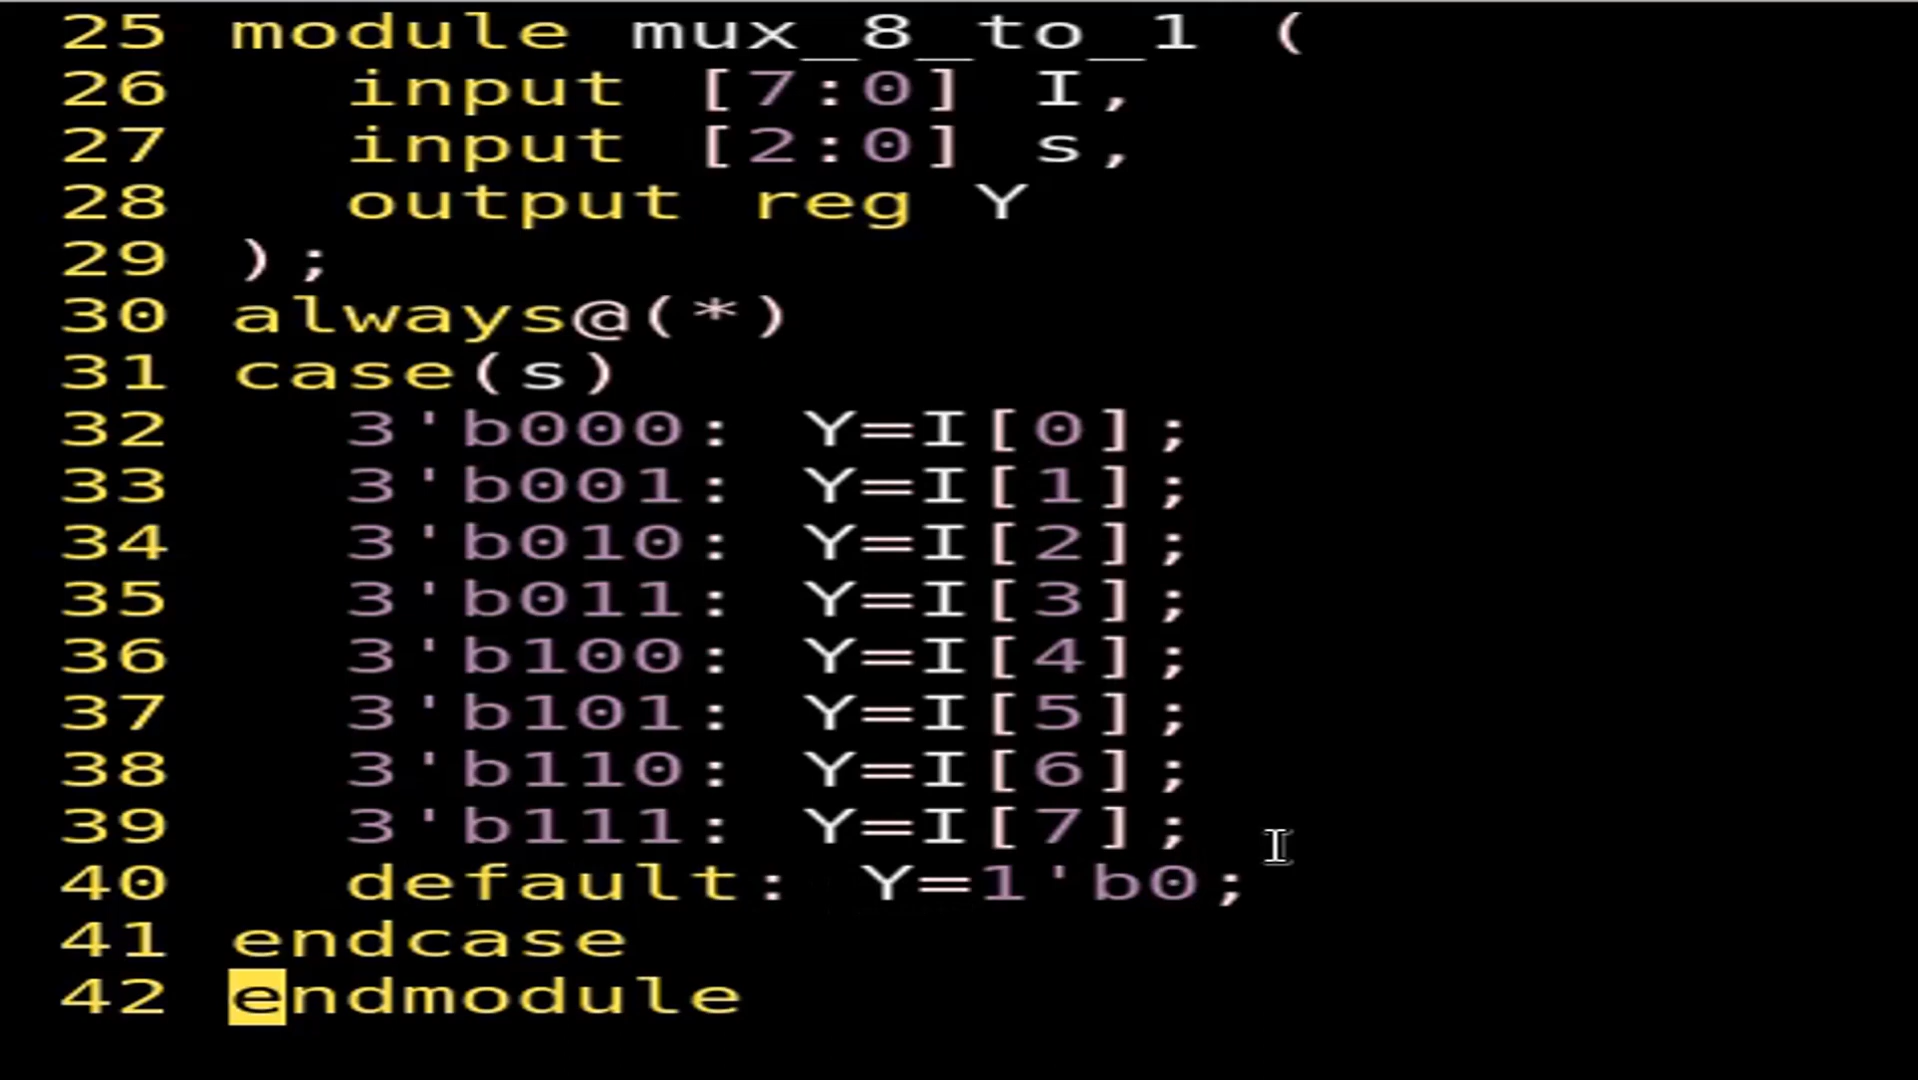 25 module mux_8_to_1 (
26   input [7:0] I,
27   input [2:0] s,
28   output reg Y
29 );
30 always@(*)
31 case(s)
32   3'b000: Y=I[0];
33   3'b001: Y=I[1];
34   3'b010: Y=I[2];
35   3'b011: Y=I[3];
36   3'b100: Y=I[4];
37   3'b101: Y=I[5];
38   3'b110: Y=I[6];
39   3'b111: Y=I[7];
40   default: Y=1'b0;
41 endcase
42 endmodule